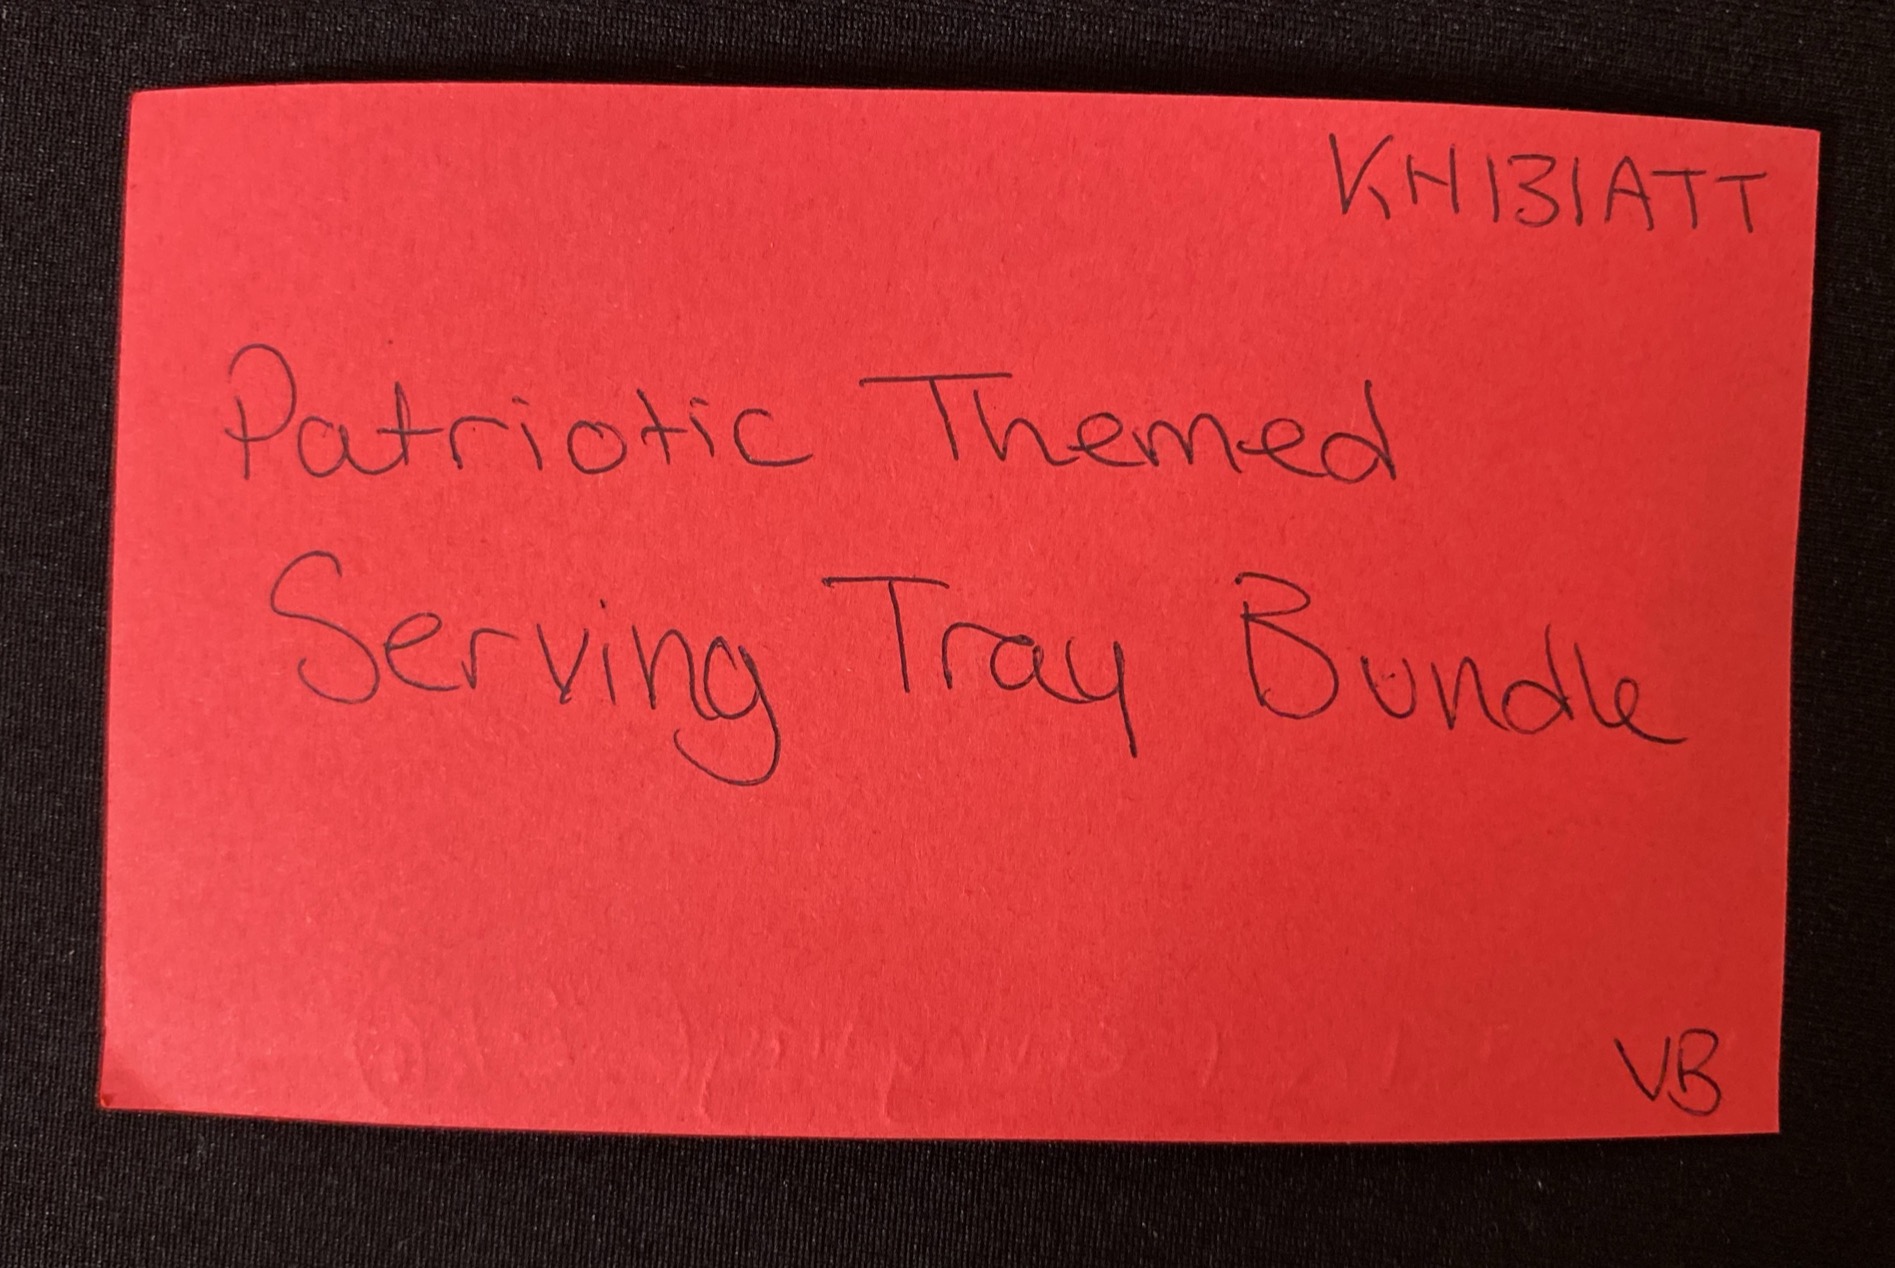 KH131ATT
Patriotic Themed
Serving Tray Bundle
VB